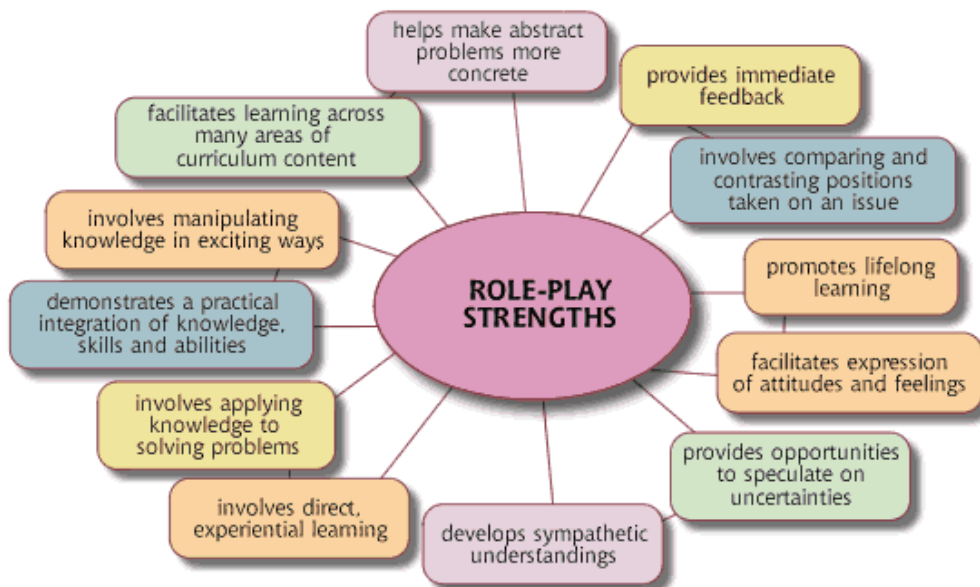 helps make abstract
problems more
concrete
provides immediate
feedback
facilitates learning across
many areas of
curriculum content
involves comparing and
contrasting positions
taken on an issue
involves manipulating
knowledge in exciting ways
promotes lifelong
learning
ROLE-PLAY
STRENGTHS
demonstrates a practical
integration of knowledge,
skills and abilities
facilitates expression
of attitudes and feelings
involves applying
knowledge to
solving problems
provides opportunities
to speculate on
uncertainties
involves direct,
experiential learning
develops sympathetic
understandings